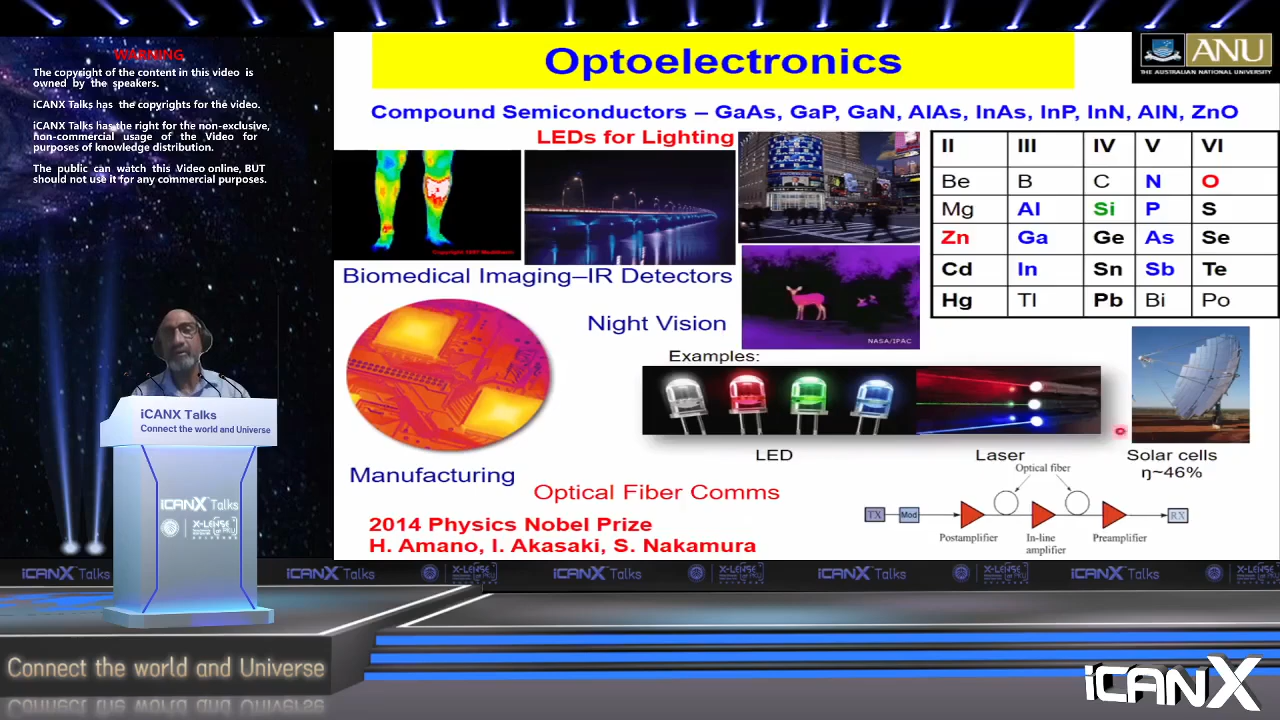 WARNING
The copyright of the content in this video is
owned by the speakers.
iCANX Talks has the copyrights for the video.
iCANX Talks has the right for the non-exclusive,
non-commercial usage of the video for
purposes of knowledge distribution.
The public can watch this Video online, BUT
should not use it for any commercial purposes.
Optoelectronics
ANU
THE AUSTRALIAN NATIONAL UNIVERSITY
Compound Semiconductors – GaAs, GaP, GaN, AlAs, InAs, InP, InN, AlN, ZnO
LEDs for Lighting
II III IV V VI
Be B C N O
Mg Al Si P S
Zn Ga Ge As Se
Cd In Sn Sb Te
Hg Tl Pb Bi Po
Biomedical Imaging–IR Detectors
Night Vision
NASA/IPAC
Examples:
LED
Laser
Solar cells
η~46%
Manufacturing
Optical Fiber Comms
Optical fiber
TX
Mod
RX
Postamplifier
In-line
amplifier
Preamplifier
2014 Physics Nobel Prize
H. Amano, I. Akasaki, S. Nakamura
iCANX Talks
Connect the world and Universe
iCANX Talks
X-LENSE
iCANX Talks
iCANX Talks
iCANX Talks
iCANX Talks
iCANX Talks
Connect the world and Universe
iCANX